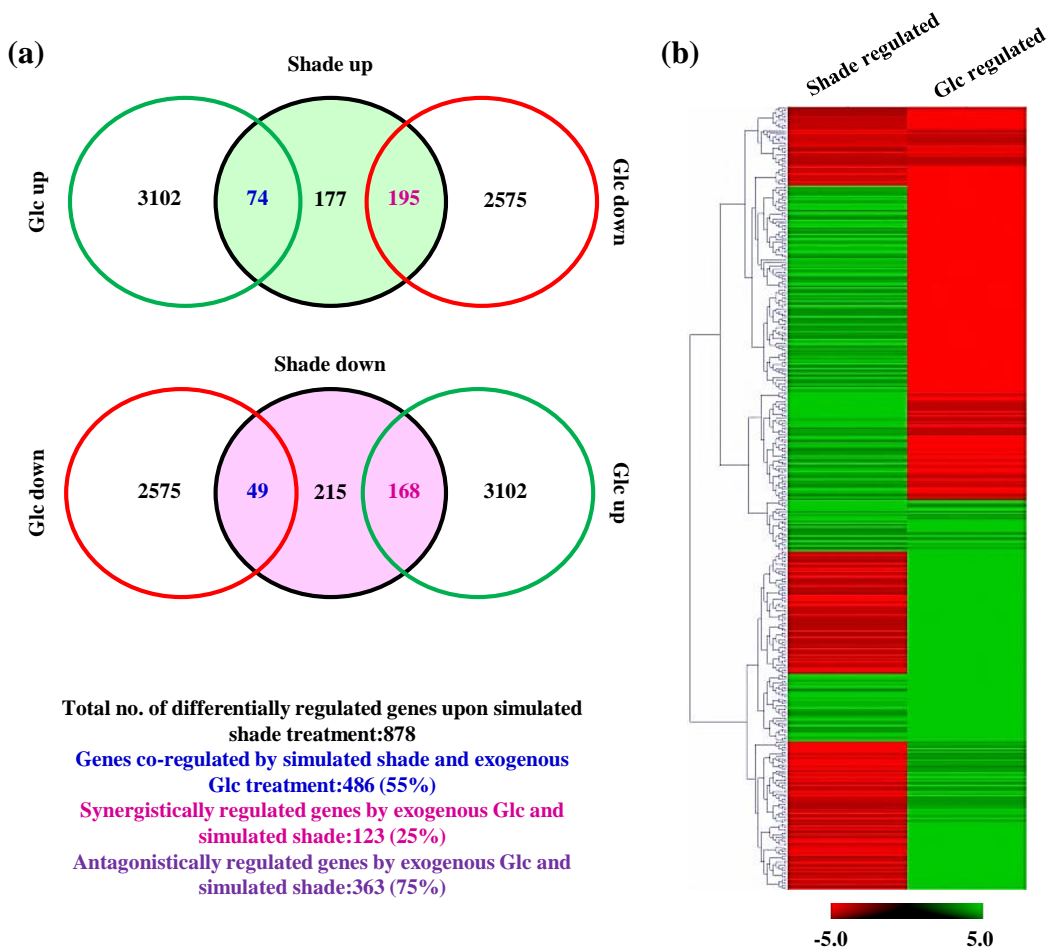 (a)
Shade up
Glc up
3102
74
177
195
2575
Glc down
Shade down
Glc down
2575
49
215
168
3102
Glc up
Total no. of differentially regulated genes upon simulated
shade treatment:878
Genes co-regulated by simulated shade and exogenous
Glc treatment:486 (55%)
Synergistically regulated genes by exogenous Glc and
simulated shade:123 (25%)
Antagonistically regulated genes by exogenous Glc and
simulated shade:363 (75%)
(b)
Shade regulated
Glc regulated
-5.0
5.0